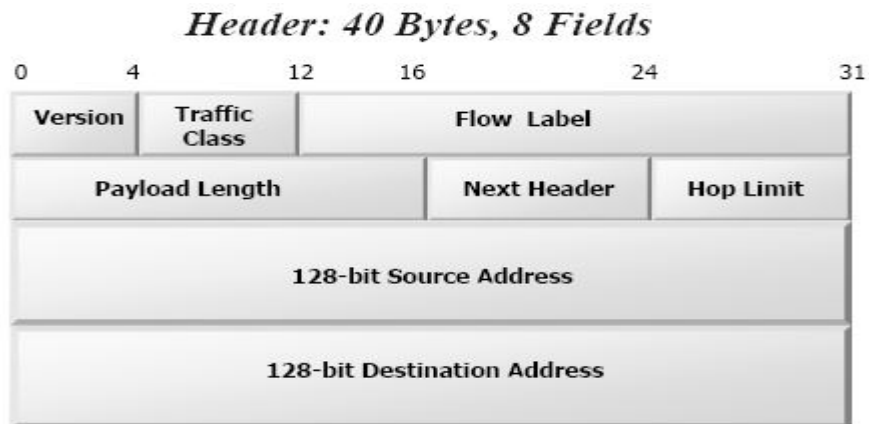 Header: 40 Bytes, 8 Fields
0 4 12 16 24 31
Version Traffic Class Flow Label
Payload Length Next Header Hop Limit
128-bit Source Address
128-bit Destination Address